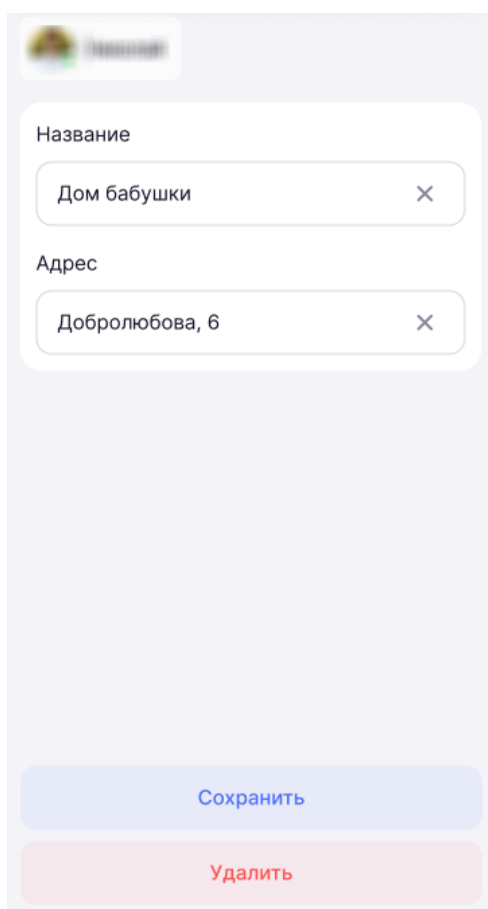 Название
Дом бабушки
Адрес
Добролюбова, 6
Сохранить
Удалить